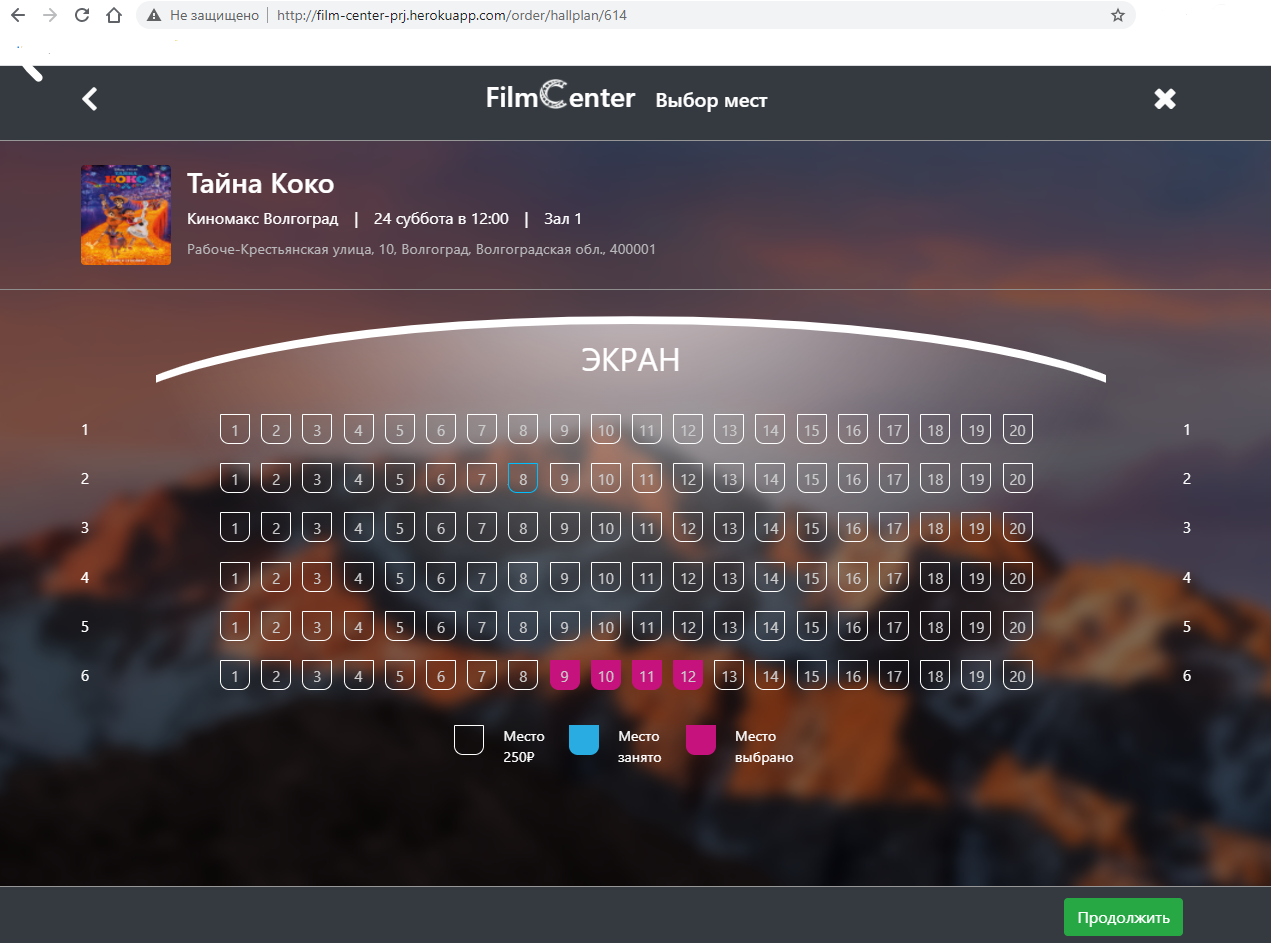 Не защищено http://film-center-prj.herokuapp.com/order/hallplan/614
FilmCenter Выбор мест
ТАЙНА
КОКО
Тайна Коко
Киномакс Волгоград | 24 суббота в 12:00 | Зал 1
Рабоче-Крестьянская улица, 10, Волгоград, Волгоградская обл., 400001
ЭКРАН
1 1 2 3 4 5 6 7 8 9 10 11 12 13 14 15 16 17 18 19 20 1
2 1 2 3 4 5 6 7 8 9 10 11 12 13 14 15 16 17 18 19 20 2
3 1 2 3 4 5 6 7 8 9 10 11 12 13 14 15 16 17 18 19 20 3
4 1 2 3 4 5 6 7 8 9 10 11 12 13 14 15 16 17 18 19 20 4
5 1 2 3 4 5 6 7 8 9 10 11 12 13 14 15 16 17 18 19 20 5
6 1 2 3 4 5 6 7 8 9 10 11 12 13 14 15 16 17 18 19 20 6
Место
250₽
Место
занято
Место
выбрано
Продолжить